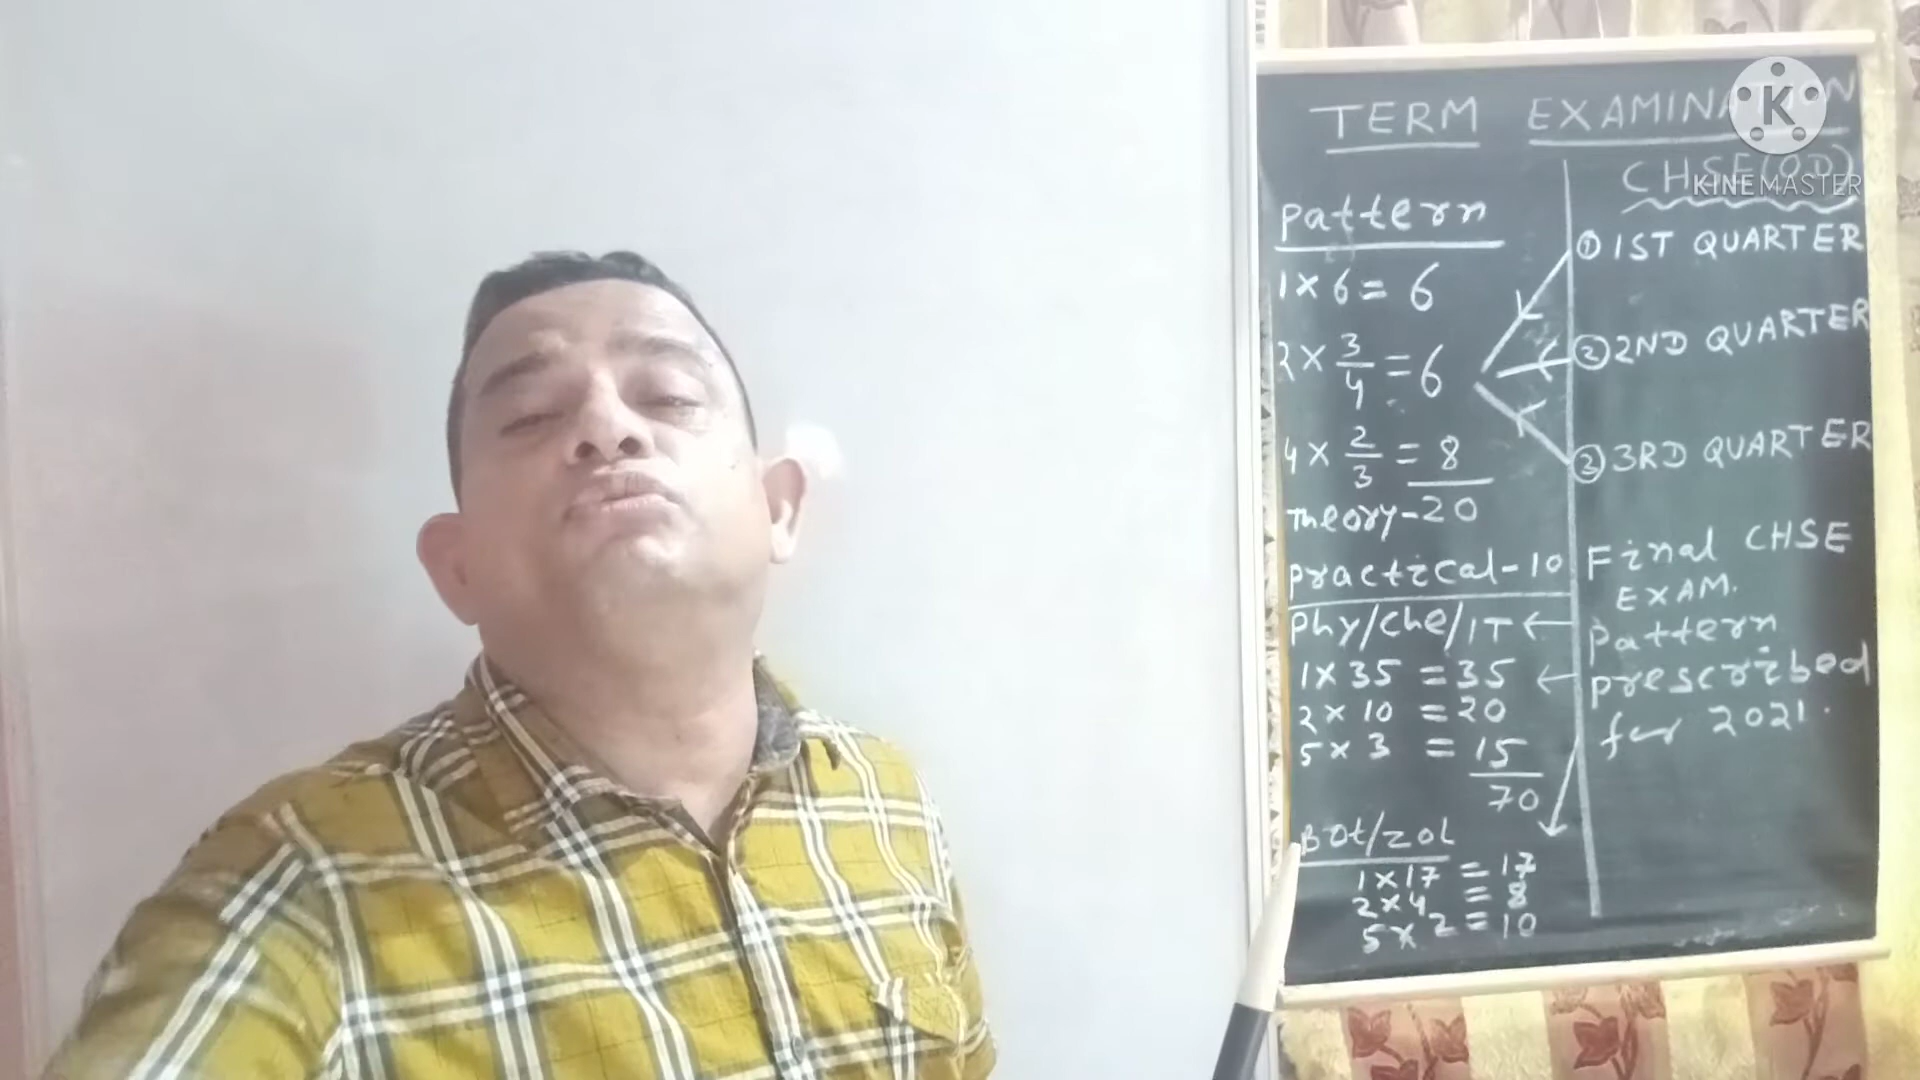 TERM EXAMINATION
CHSE(OD)
Pattern
1 × 6 = 6
2 × 3/4 = 6
4 × 2/3 = 8
20
Theory-20
Practical-10
Phy/Che/IT
1 × 35 = 35
2 × 10 = 20
5 × 3 = 15
70
BOt/ZOL
1 × 17 = 17
2 × 4 = 8
5 × 2 = 10
① 1ST QUARTER
② 2ND QUARTER
③ 3RD QUARTER
Final CHSE
EXAM.
Pattern
Prescribed
for 2021.
K
KINEMASTER